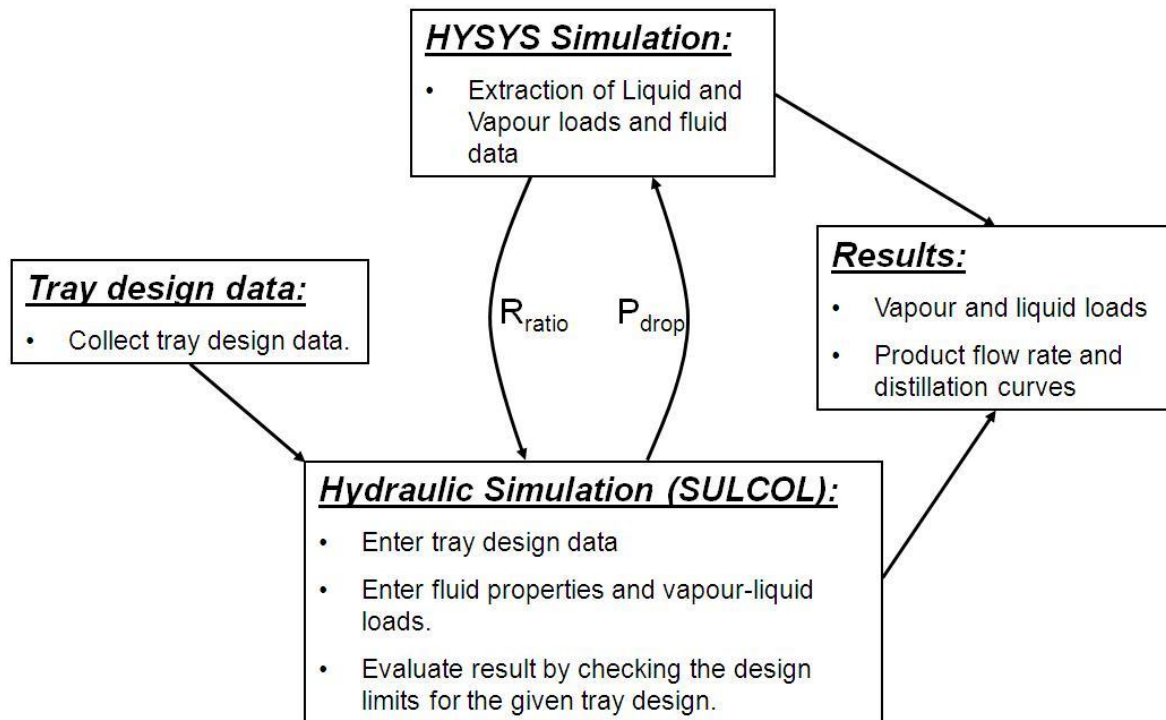 HYSYS Simulation:
• Extraction of Liquid and
Vapour loads and fluid
data
Tray design data:
• Collect tray design data.
R_ratio
P_drop
Results:
• Vapour and liquid loads
• Product flow rate and
distillation curves
Hydraulic Simulation (SULCOL):
• Enter tray design data
• Enter fluid properties and vapour-liquid
loads.
• Evaluate result by checking the design
limits for the given tray design.